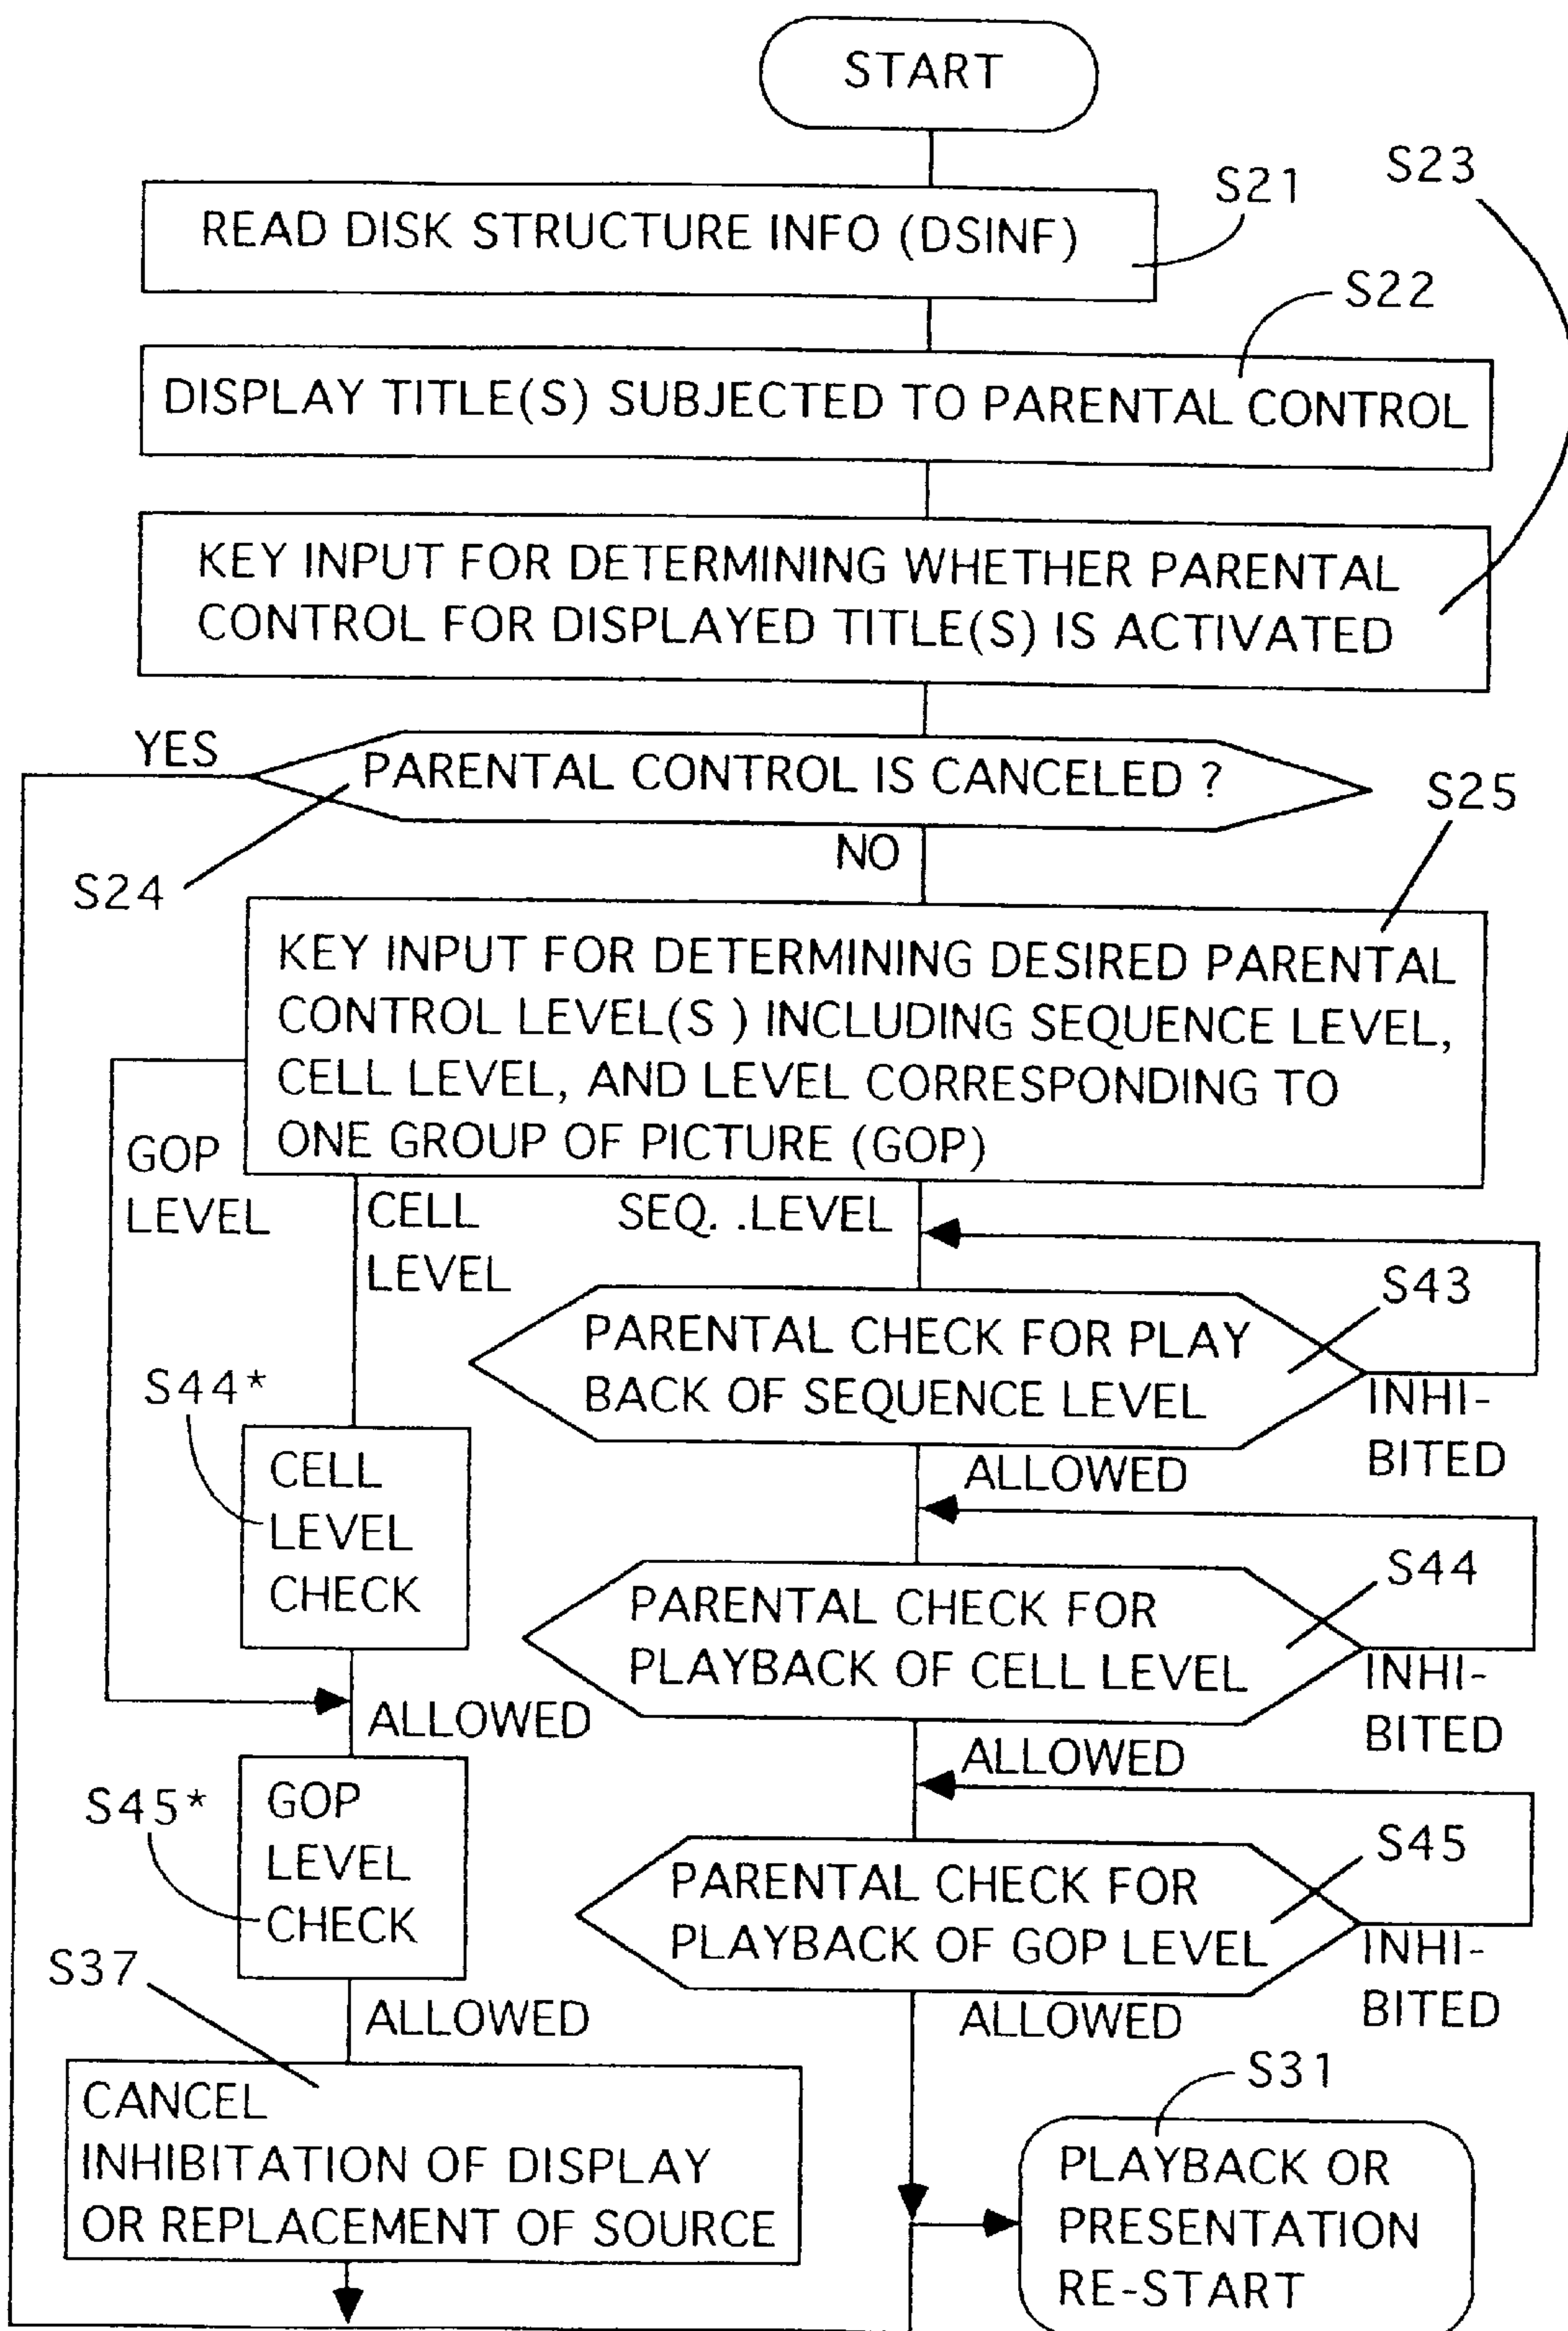 START
S23
S21
READ DISK STRUCTURE INFO (DSINF)
S22
DISPLAY TITLE(S) SUBJECTED TO PARENTAL CONTROL
KEY INPUT FOR DETERMINING WHETHER PARENTAL
CONTROL FOR DISPLAYED TITLE(S) IS ACTIVATED
YES
PARENTAL CONTROL IS CANCELED ?
S25
NO
S24
KEY INPUT FOR DETERMINING DESIRED PARENTAL
CONTROL LEVEL(S ) INCLUDING SEQUENCE LEVEL,
CELL LEVEL, AND LEVEL CORRESPONDING TO
ONE GROUP OF PICTURE (GOP)
GOP
LEVEL
CELL
LEVEL
SEQ. .LEVEL
S43
PARENTAL CHECK FOR PLAY
BACK OF SEQUENCE LEVEL
INHI-
BITED
S44*
CELL
LEVEL
CHECK
ALLOWED
S44
PARENTAL CHECK FOR
PLAYBACK OF CELL LEVEL
INHI-
BITED
ALLOWED
ALLOWED
S45*
GOP
LEVEL
CHECK
S45
PARENTAL CHECK FOR
PLAYBACK OF GOP LEVEL
INHI-
BITED
S37
ALLOWED
ALLOWED
CANCEL
INHIBITATION OF DISPLAY
OR REPLACEMENT OF SOURCE
S31
PLAYBACK OR
PRESENTATION
RE-START